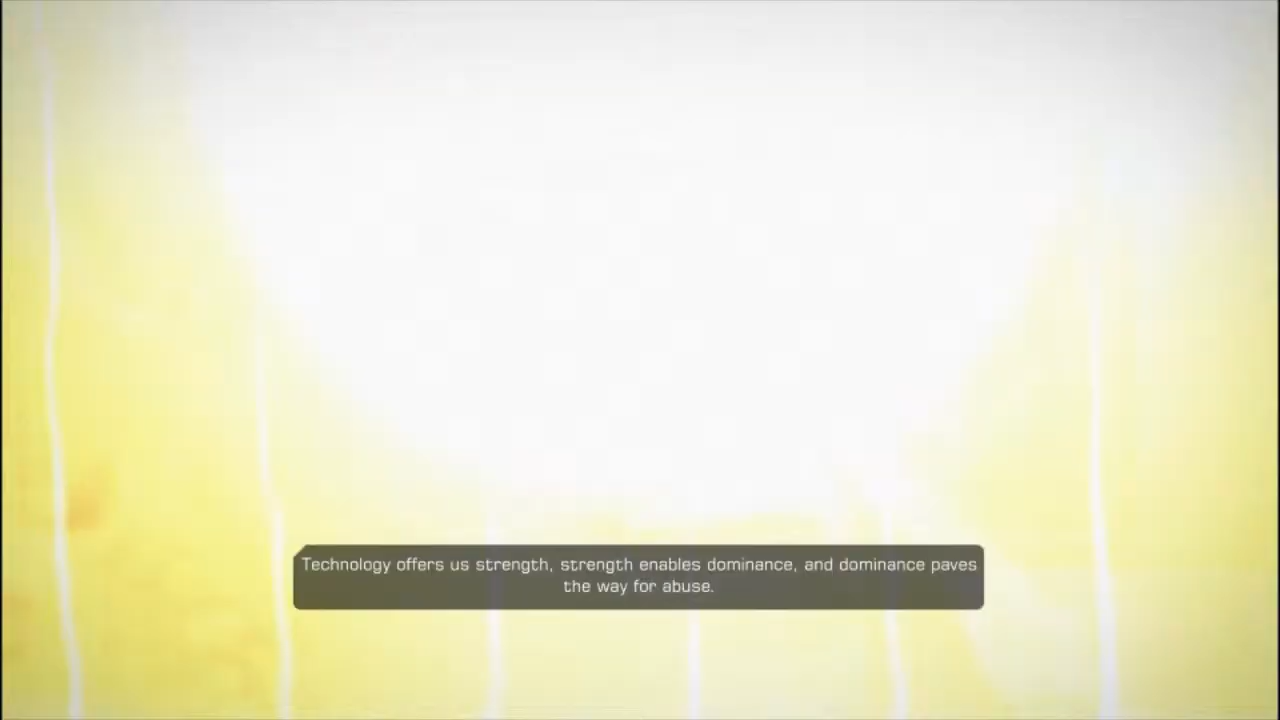 Technology offers us strength, strength enables dominance, and dominance paves
the way for abuse.